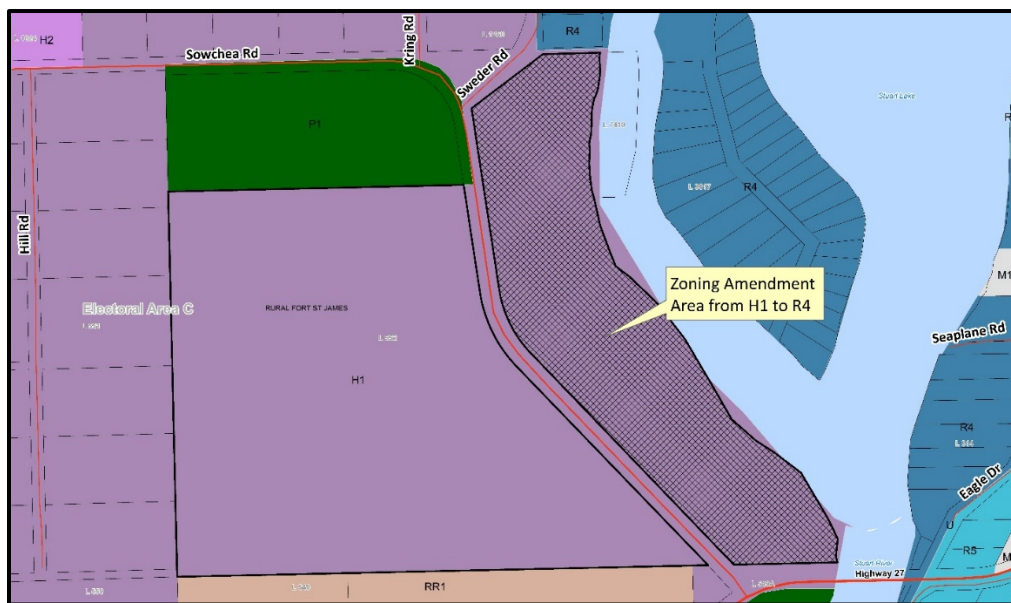 H2
Sowchea Rd
Kring Rd
Sweder Rd
R4
Stuart Lake
P1
R4
Hill Rd
Zoning Amendment
Area from H1 to R4
M1
Electoral Area C
RURAL FORT ST JAMES
Seaplane Rd
H1
R4
Eagle Dr
U
R5
M
Stuart River
Highway 27
RR1